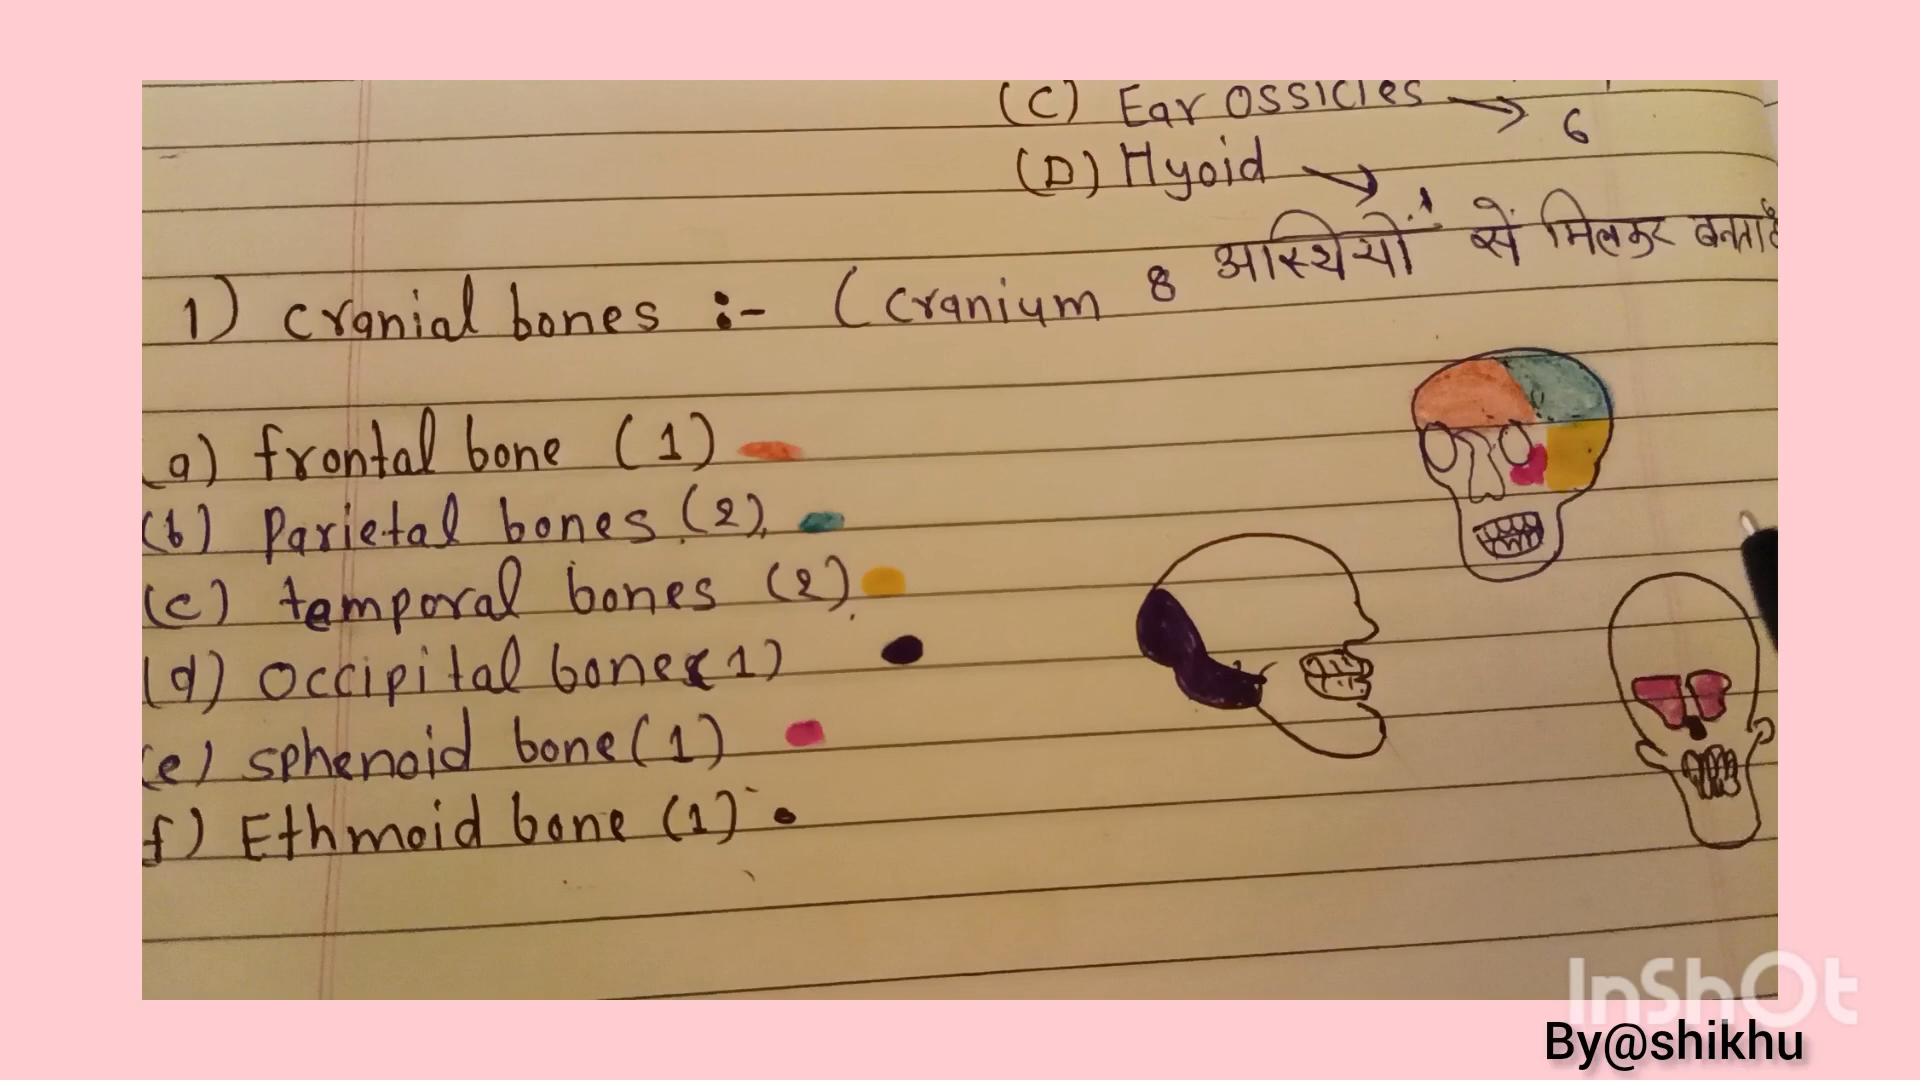 (C) Ear ossicles → 6
(D) Hyoid → 1
1) cranial bones :- ( cranium 8 अस्थियों से मिलकर बनता है
a) frontal bone (1)
(b) Parietal bones (2)
(c) temporal bones (2)
(d) occipital bone (1)
(e) sphenoid bone (1)
f) Ethmoid bone (1)
InShOt
By@shikhu